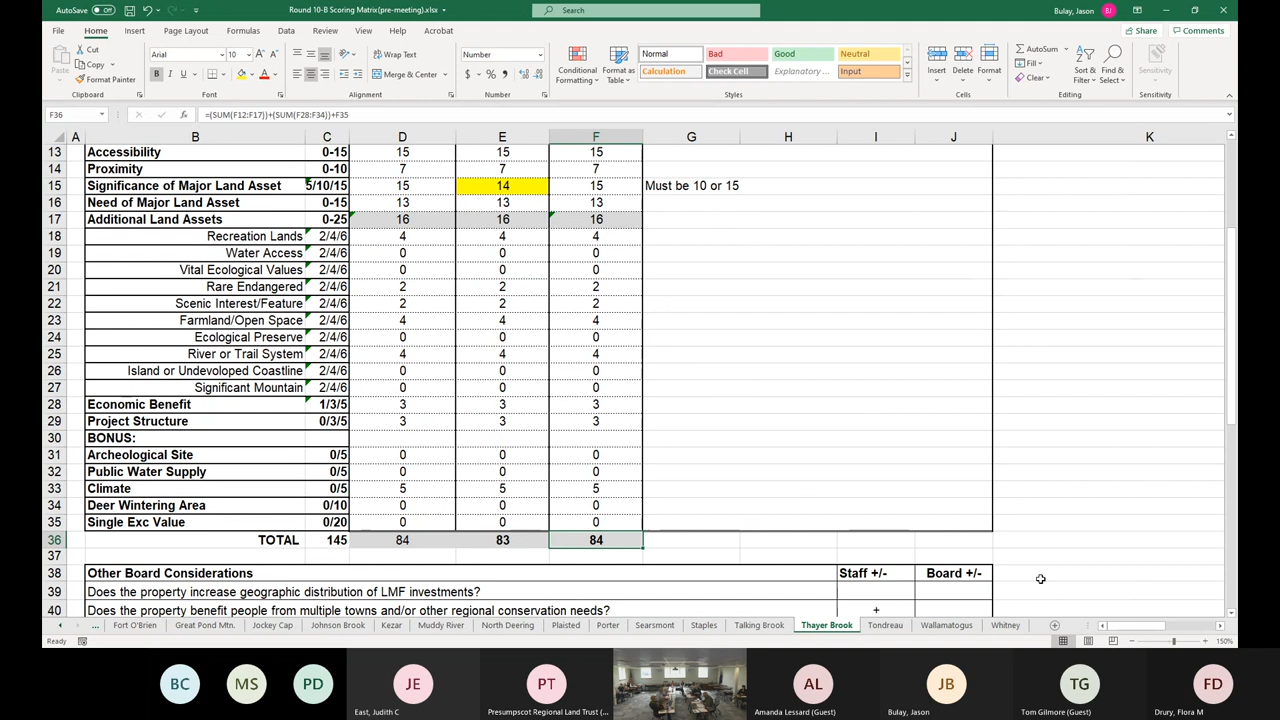 AutoSave Off Round 10-B Scoring Matrix(pre-meeting).xlsx Search Bulay, Jason BJ
File Home Insert Page Layout Formulas Data Review View Help Acrobat Share Comments
Paste Cut Copy Format Painter Clipboard
Arial 10 B I U Font
Wrap Text Merge & Center Alignment
Number $ % Number
Conditional Formatting Format as Table Normal Bad Good Neutral Calculation Check Cell Explanatory ... Input Styles
Insert Delete Format Cells
AutoSum Fill Clear Sort & Filter Find & Select Editing
Sensitivity Sensitivity
F36 =(SUM(F12:F17))+(SUM(F28:F34))+F35
A B C D E F G H I J K
13 Accessibility 0-15 15 15 15
14 Proximity 0-10 7 7 7
15 Significance of Major Land Asset 5/10/15 15 14 15 Must be 10 or 15
16 Need of Major Land Asset 0-15 13 13 13
17 Additional Land Assets 0-25 16 16 16
18 Recreation Lands 2/4/6 4 4 4
19 Water Access 2/4/6 0 0 0
20 Vital Ecological Values 2/4/6 0 0 0
21 Rare Endangered 2/4/6 2 2 2
22 Scenic Interest/Feature 2/4/6 2 2 2
23 Farmland/Open Space 2/4/6 4 4 4
24 Ecological Preserve 2/4/6 0 0 0
25 River or Trail System 2/4/6 4 4 4
26 Island or Undevoloped Coastline 2/4/6 0 0 0
27 Significant Mountain 2/4/6 0 0 0
28 Economic Benefit 1/3/5 3 3 3
29 Project Structure 0/3/5 3 3 3
30 BONUS:
31 Archeological Site 0/5 0 0 0
32 Public Water Supply 0/5 0 0 0
33 Climate 0/5 5 5 5
34 Deer Wintering Area 0/10 0 0 0
35 Single Exc Value 0/20 0 0 0
36 TOTAL 145 84 83 84
37
38 Other Board Considerations Staff +/- Board +/-
39 Does the property increase geographic distribution of LMF investments?
40 Does the property benefit people from multiple towns and/or other regional conservation needs? +
... Fort O'Brien Great Pond Mtn. Jockey Cap Johnson Brook Kezar Muddy River North Deering Plaisted Porter Searsmont Staples Talking Brook Thayer Brook Tondreau Wallamatogus Whitney
Ready 150%
BC MS PD JE PT AL JB TG FD
East, Judith C Presumpscot Regional Land Trust (... Amanda Lessard (Guest) Bulay, Jason Tom Gilmore (Guest) Drury, Flora M